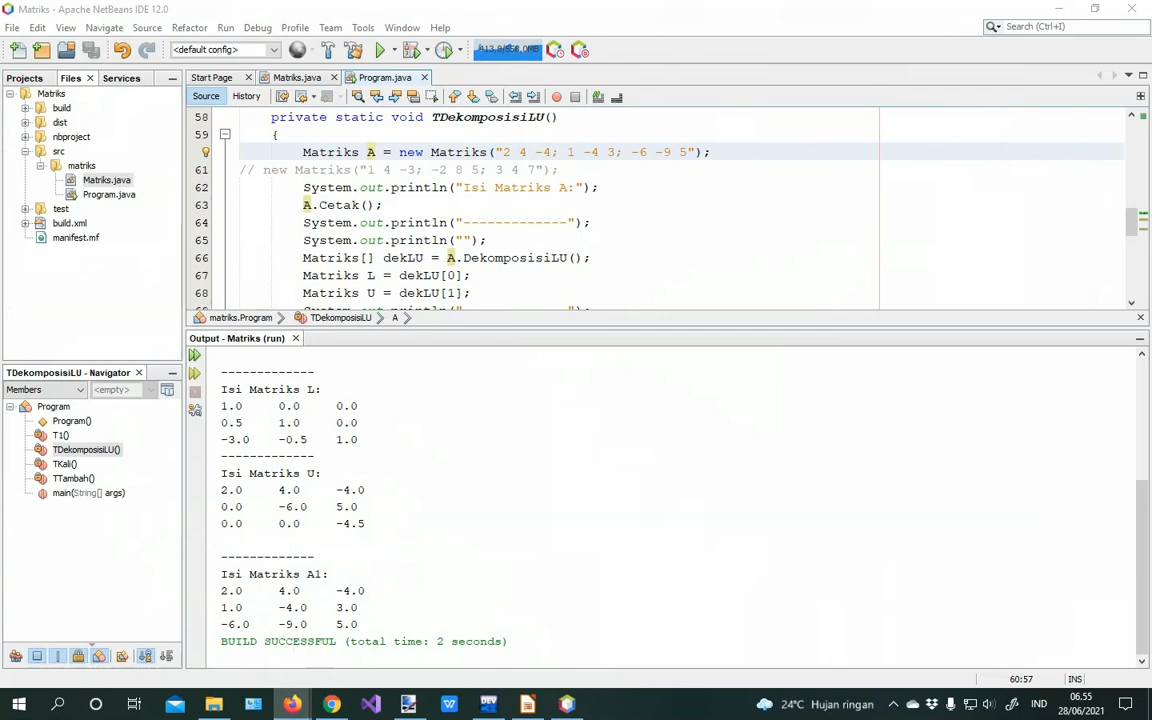 Matriks - Apache NetBeans IDE 12.0
File Edit View Navigate Source Refactor Run Debug Profile Team Tools Window Help
Search (Ctrl+I)
<default config>
413,8/558,0MB
Projects Files Services
Start Page Matriks.java Program.java
Source History
Matriks
build
dist
nbproject
src
matriks
Matriks.java
Program.java
test
build.xml
manifest.mf
58 private static void TDekomposisiLU()
59 {
Matriks A = new Matriks("2 4 -4; 1 -4 3; -6 -9 5");
61 // new Matriks("1 4 -3; -2 8 5; 3 4 7");
62 System.out.println("Isi Matriks A:");
63 A.Cetak();
64 System.out.println("-------------");
65 System.out.println("");
66 Matriks[] dekLU = A.DekomposisiLU();
67 Matriks L = dekLU[0];
68 Matriks U = dekLU[1];
69 System.out.println("-------------");
matriks.Program TDekomposisiLU A
Output - Matriks (run)
TDekomposisiLU - Navigator
Members <empty>
Program
Program()
T1()
TDekomposisiLU()
TKali()
TTambah()
main(String[] args)
-------------
Isi Matriks L:
1.0 0.0 0.0
0.5 1.0 0.0
-3.0 -0.5 1.0
-------------
Isi Matriks U:
2.0 4.0 -4.0
0.0 -6.0 5.0
0.0 0.0 -4.5
-------------
Isi Matriks A1:
2.0 4.0 -4.0
1.0 -4.0 3.0
-6.0 -9.0 5.0
BUILD SUCCESSFUL (total time: 2 seconds)
60:57 INS
DEV
24°C Hujan ringan
IND
06.55
28/06/2021